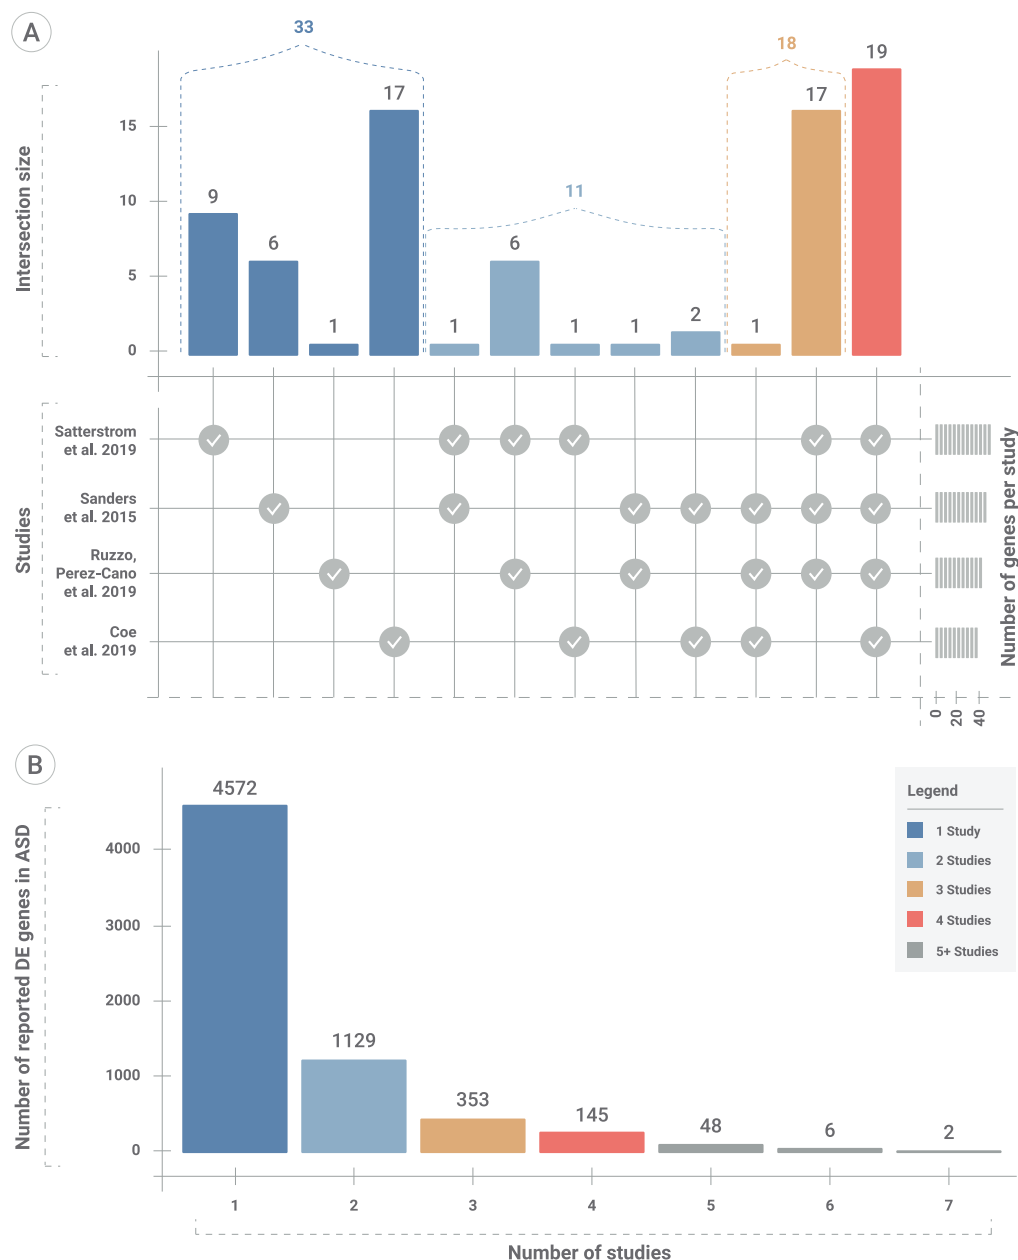 A
33
18
19
17
17
15
11
10
9
6
6
5
2
1
1
1
1
1
0
Intersection size
Satterstrom
et al. 2019
Sanders
et al. 2015
Ruzzo,
Perez-Cano
et al. 2019
Coe
et al. 2019
Studies
Number of genes per study
0
20
40
B
4572
Legend
1 Study
2 Studies
3 Studies
4 Studies
5+ Studies
4000
3000
2000
1129
1000
353
145
48
6
2
0
Number of reported DE genes in ASD
1
2
3
4
5
6
7
Number of studies